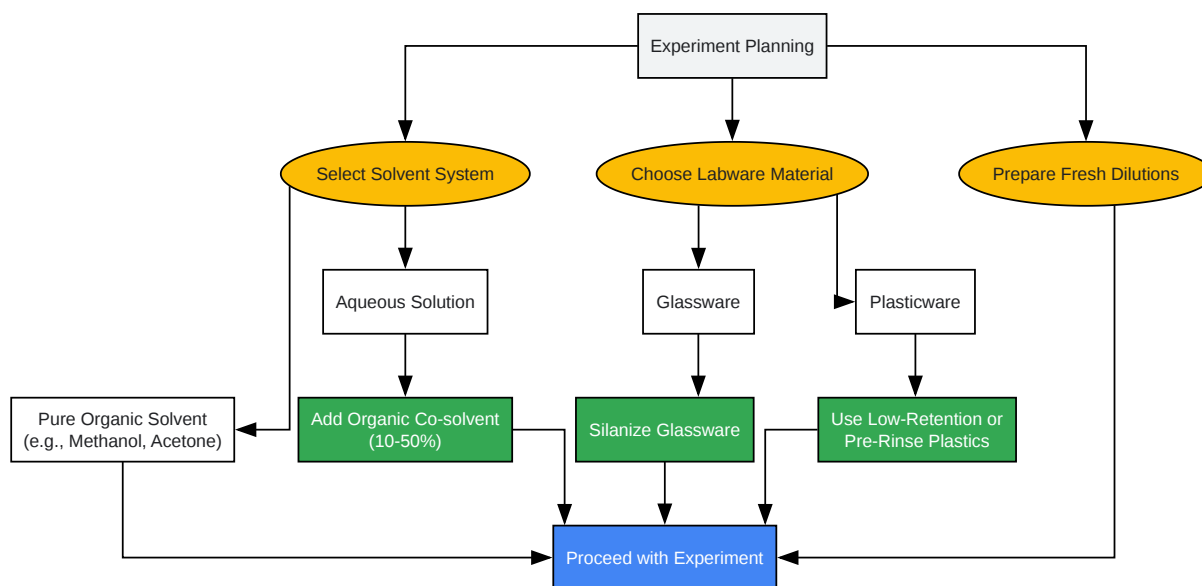 Experiment Planning
Select Solvent System
Choose Labware Material
Prepare Fresh Dilutions
Aqueous Solution
Glassware
Plasticware
Pure Organic Solvent
(e.g., Methanol, Acetone)
Add Organic Co-solvent
(10-50%)
Silanize Glassware
Use Low-Retention or
Pre-Rinse Plastics
Proceed with Experiment